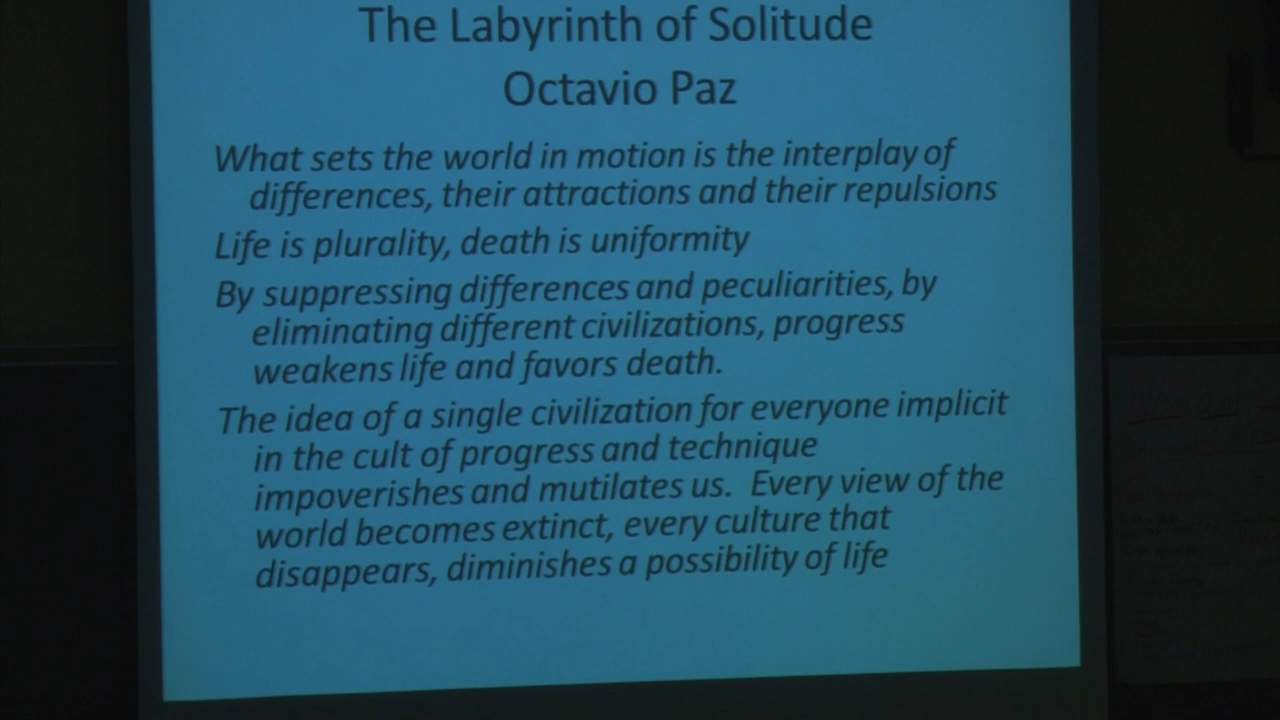 The Labyrinth of Solitude
Octavio Paz
What sets the world in motion is the interplay of
differences, their attractions and their repulsions
Life is plurality, death is uniformity
By suppressing differences and peculiarities, by
eliminating different civilizations, progress
weakens life and favors death.
The idea of a single civilization for everyone implicit
in the cult of progress and technique
impoverishes and mutilates us.  Every view of the
world becomes extinct, every culture that
disappears, diminishes a possibility of life